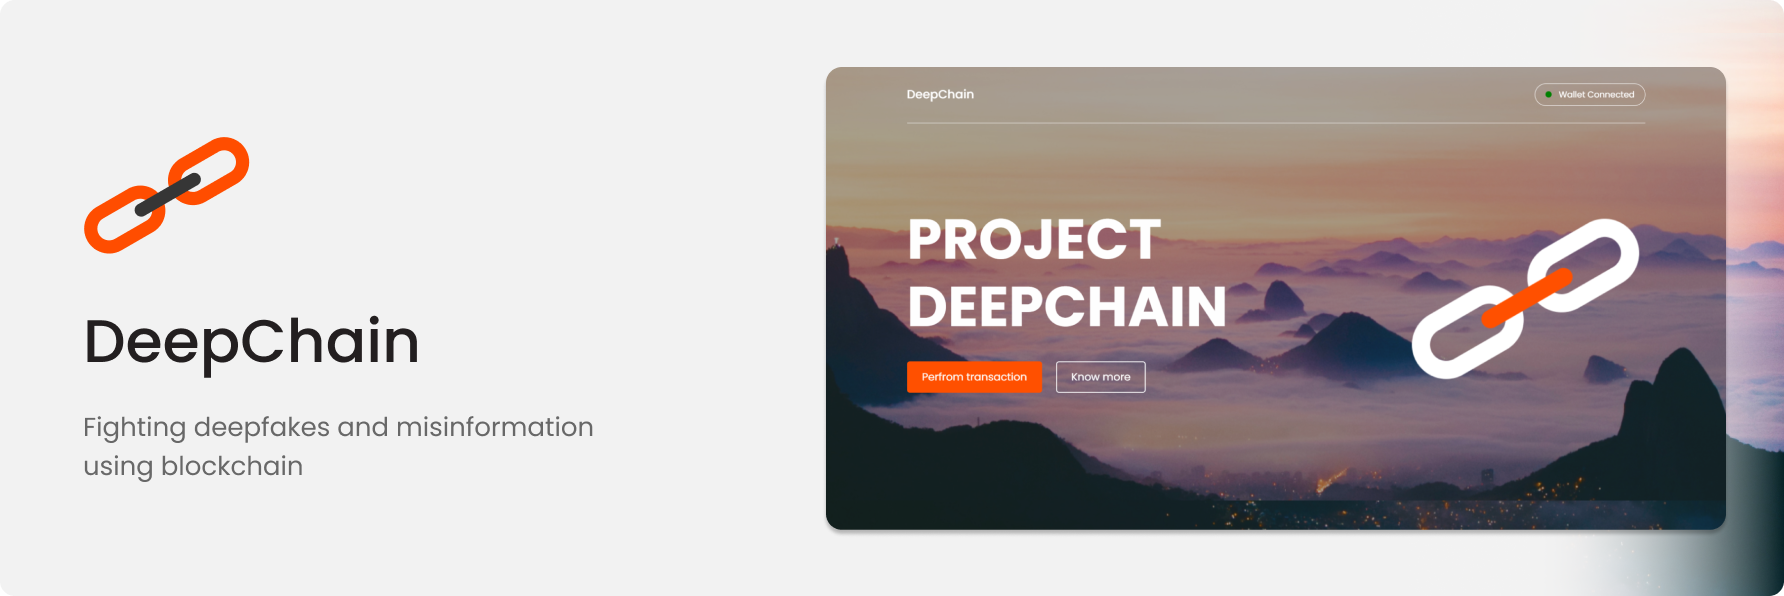 DeepChain
Fighting deepfakes and misinformation
using blockchain
DeepChain
Wallet Connected
PROJECT
DEEPCHAIN
Perfrom transaction
Know more